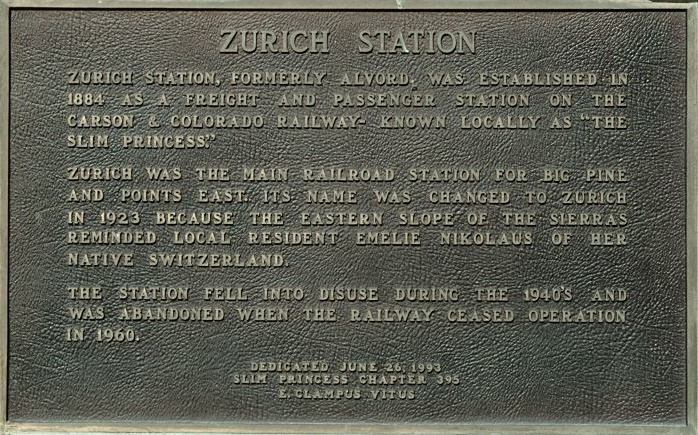 ZURICH STATION
ZURICH STATION, FORMERLY ALVORD, WAS ESTABLISHED IN
1884 AS A FREIGHT AND PASSENGER STATION ON THE
CARSON & COLORADO RAILWAY- KNOWN LOCALLY AS "THE
SLIM PRINCESS."
ZURICH WAS THE MAIN RAILROAD STATION FOR BIG PINE
AND POINTS EAST. ITS NAME WAS CHANGED TO ZURICH
IN 1923 BECAUSE THE EASTERN SLOPE OF THE SIERRAS
REMINDED LOCAL RESIDENT EMELIE NIKOLAUS OF HER
NATIVE SWITZERLAND.
THE STATION FELL INTO DISUSE DURING THE 1940'S AND
WAS ABANDONED WHEN THE RAILWAY CEASED OPERATION
IN 1960.
DEDICATED JUNE 26, 1993
SLIM PRINCESS CHAPTER 395
E. CLAMPUS VITUS